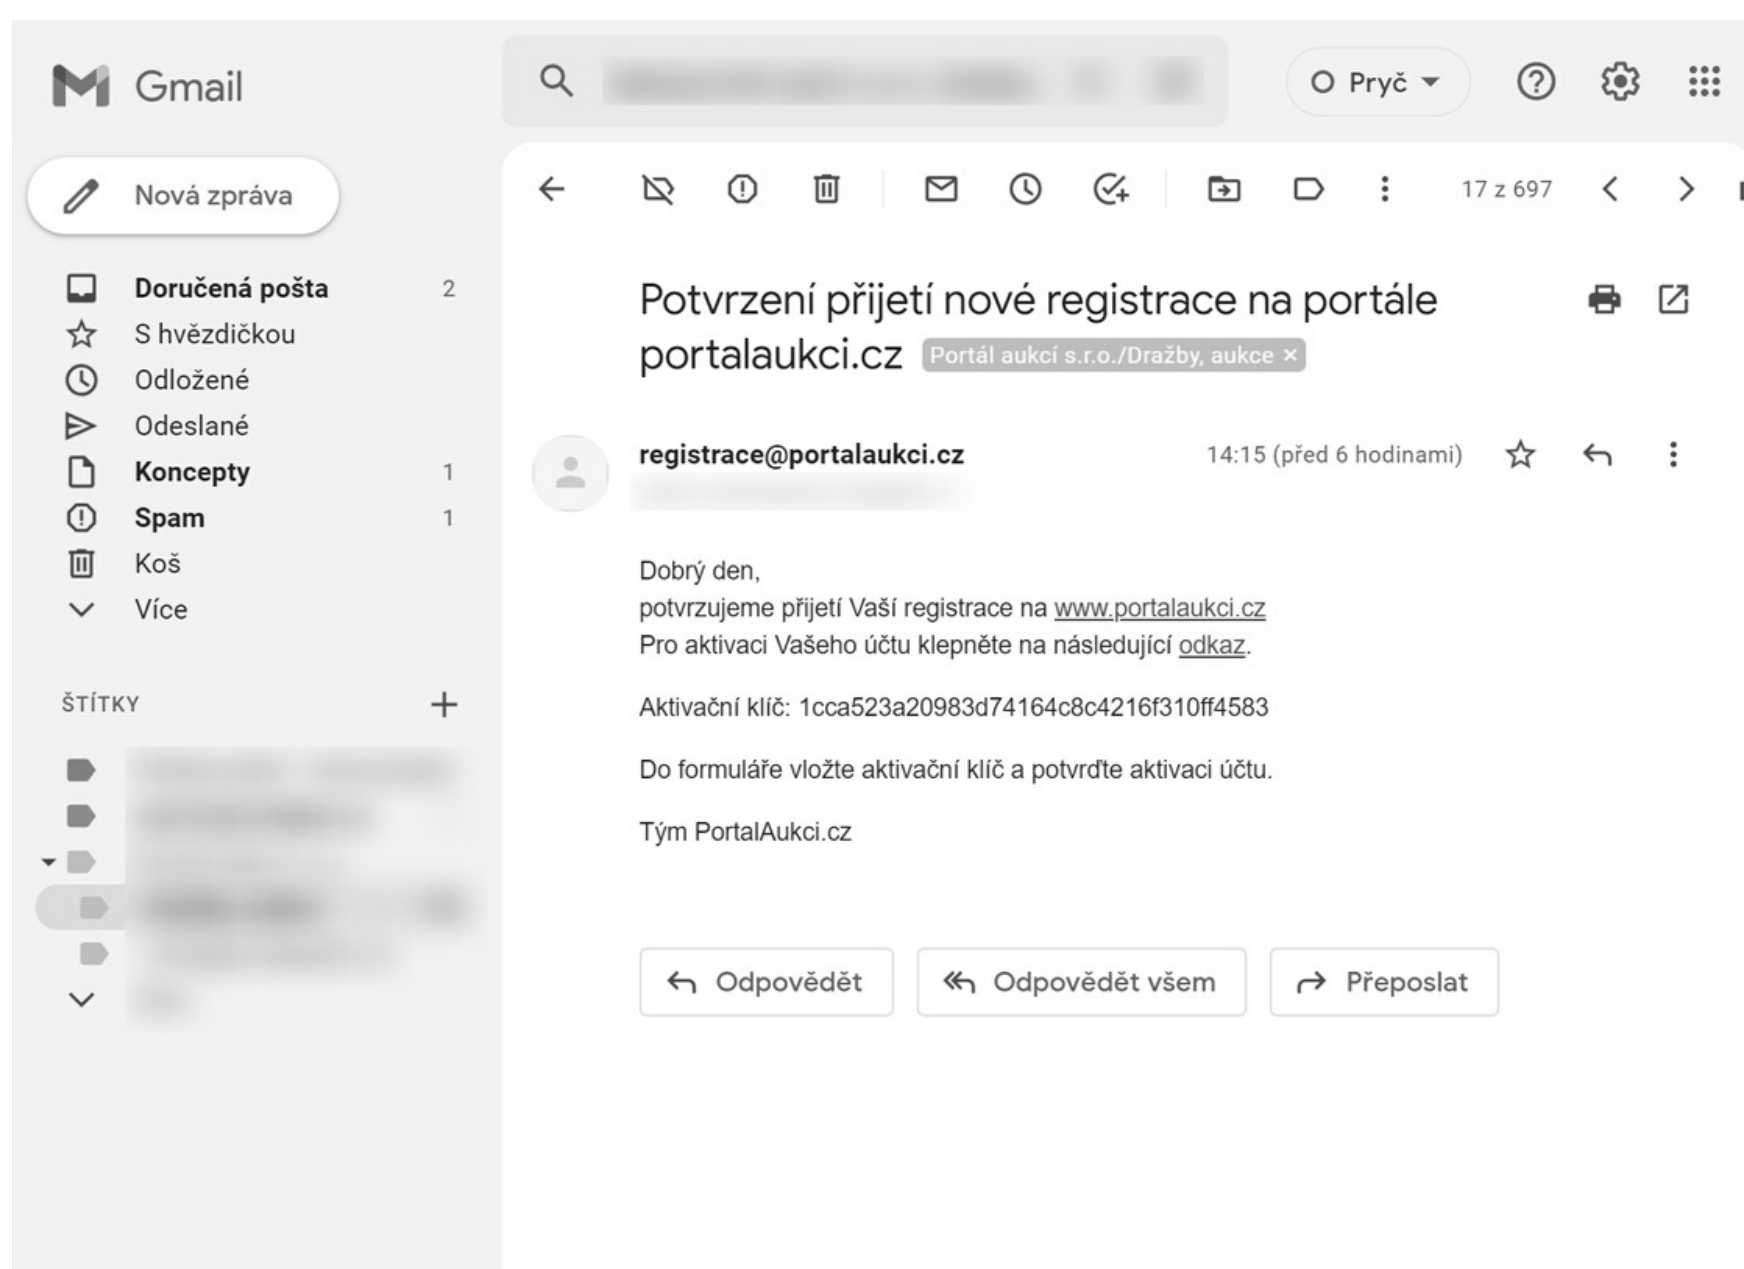 Gmail
Pryč
Nová zpráva
17 z 697
Doručená pošta 2
S hvězdičkou
Odložené
Odeslané
Koncepty 1
Spam 1
Koš
Více
ŠTÍTKY
Potvrzení přijetí nové registrace na portále
portalaukci.cz Portál aukcí s.r.o./Dražby, aukce ×
registrace@portalaukci.cz 14:15 (před 6 hodinami)
Dobrý den,
potvrzujeme přijetí Vaší registrace na www.portalaukci.cz
Pro aktivaci Vašeho účtu klepněte na následující odkaz.
Aktivační klíč: 1cca523a20983d74164c8c4216f310ff4583
Do formuláře vložte aktivační klíč a potvrďte aktivaci účtu.
Tým PortalAukci.cz
Odpovědět Odpovědět všem Přeposlat